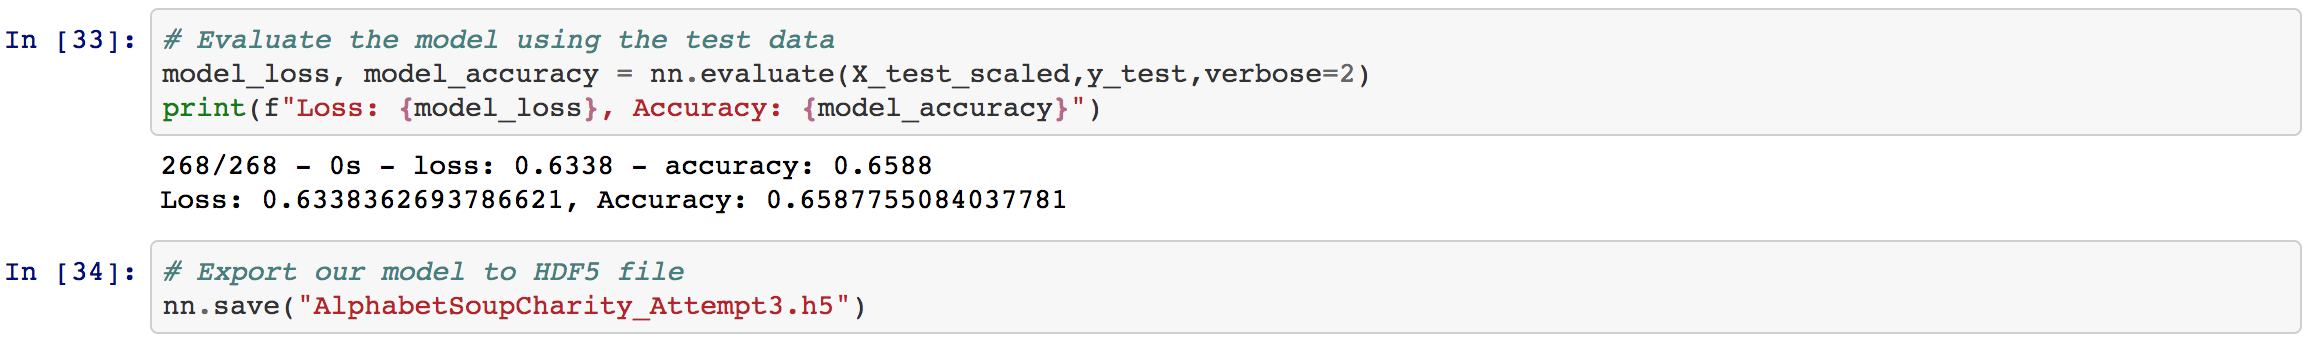 In [33]: # Evaluate the model using the test data
model_loss, model_accuracy = nn.evaluate(X_test_scaled,y_test,verbose=2)
print(f"Loss: {model_loss}, Accuracy: {model_accuracy}")
268/268 - 0s - loss: 0.6338 - accuracy: 0.6588
Loss: 0.6338362693786621, Accuracy: 0.6587755084037781
In [34]: # Export our model to HDF5 file
nn.save("AlphabetSoupCharity_Attempt3.h5")